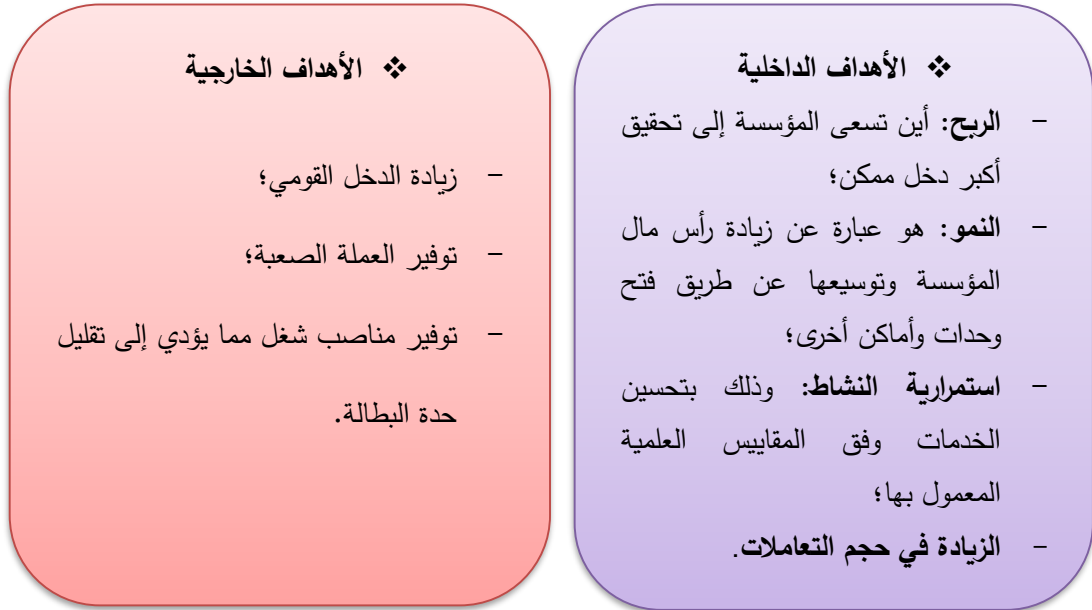 ❖ الأهداف الداخلية
- الربح: أين تسعى المؤسسة إلى تحقيق
أكبر دخل ممكن؛
- النمو: هو عبارة عن زيادة رأس مال
المؤسسة وتوسيعها عن طريق فتح
وحدات وأماكن أخرى؛
- استمرارية النشاط: وذلك بتحسين
الخدمات وفق المقاييس العلمية
المعمول بها؛
- الزيادة في حجم التعاملات.
❖ الأهداف الخارجية
- زيادة الدخل القومي؛
- توفير العملة الصعبة؛
- توفير مناصب شغل مما يؤدي إلى تقليل
حدة البطالة.